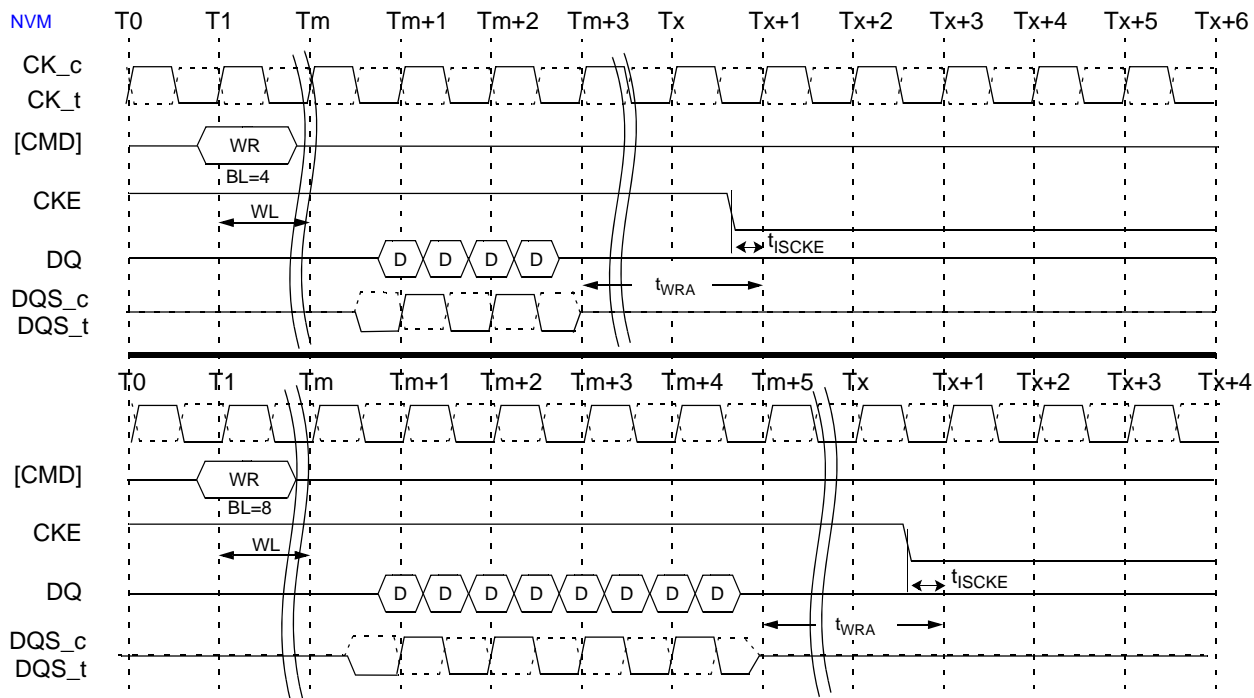 NVM T0 T1 Tm Tm+1 Tm+2 Tm+3 Tx Tx+1 Tx+2 Tx+3 Tx+4 Tx+5 Tx+6
CK_c
CK_t
[CMD] WR
BL=4
CKE
WL
tISCKE
DQ D D D D
tWRA
DQS_c
DQS_t
T0 T1 Tm Tm+1 Tm+2 Tm+3 Tm+4 Tm+5 Tx Tx+1 Tx+2 Tx+3 Tx+4
[CMD] WR
BL=8
CKE
WL
tISCKE
DQ D D D D D D D D
tWRA
DQS_c
DQS_t